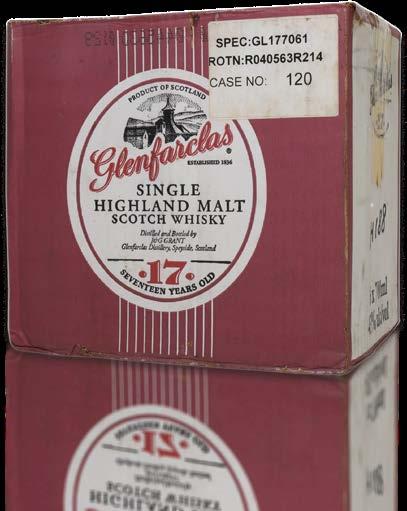 SPEC:GL177061
ROTN:R040563R214
CASE NO: 120
PRODUCT OF SCOTLAND
Glenfarclas®
ESTABLISHED 1836
SINGLE
HIGHLAND MALT
SCOTCH WHISKY
Distilled and Bottled by
J&G GRANT
Glenfarclas Distillery, Speyside, Scotland
·17·
SEVENTEEN YEARS OLD
700ml